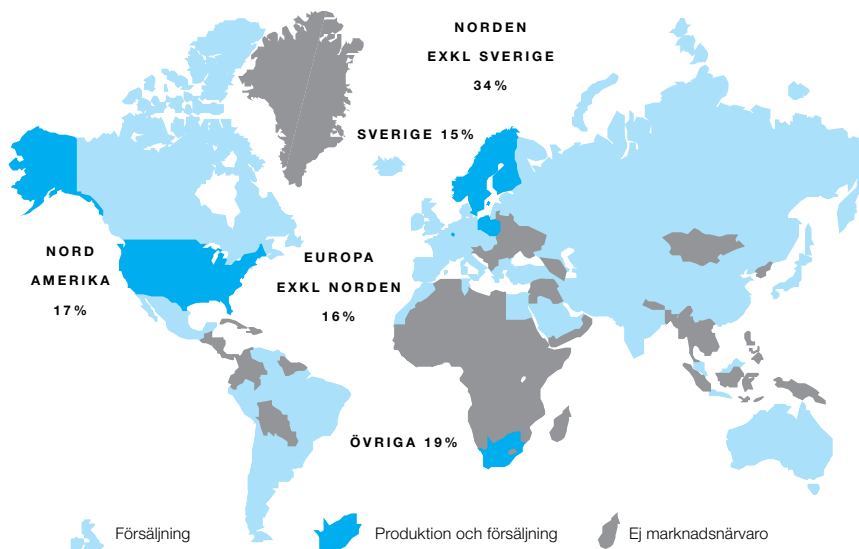 NORDEN
EXKL SVERIGE
34%
SVERIGE 15%
NORD
AMERIKA
17%
EUROPA
EXKL NORDEN
16%
ÖVRIGA 19%
Försäljning
Produktion och försäljning
Ej marknadsnärvaro